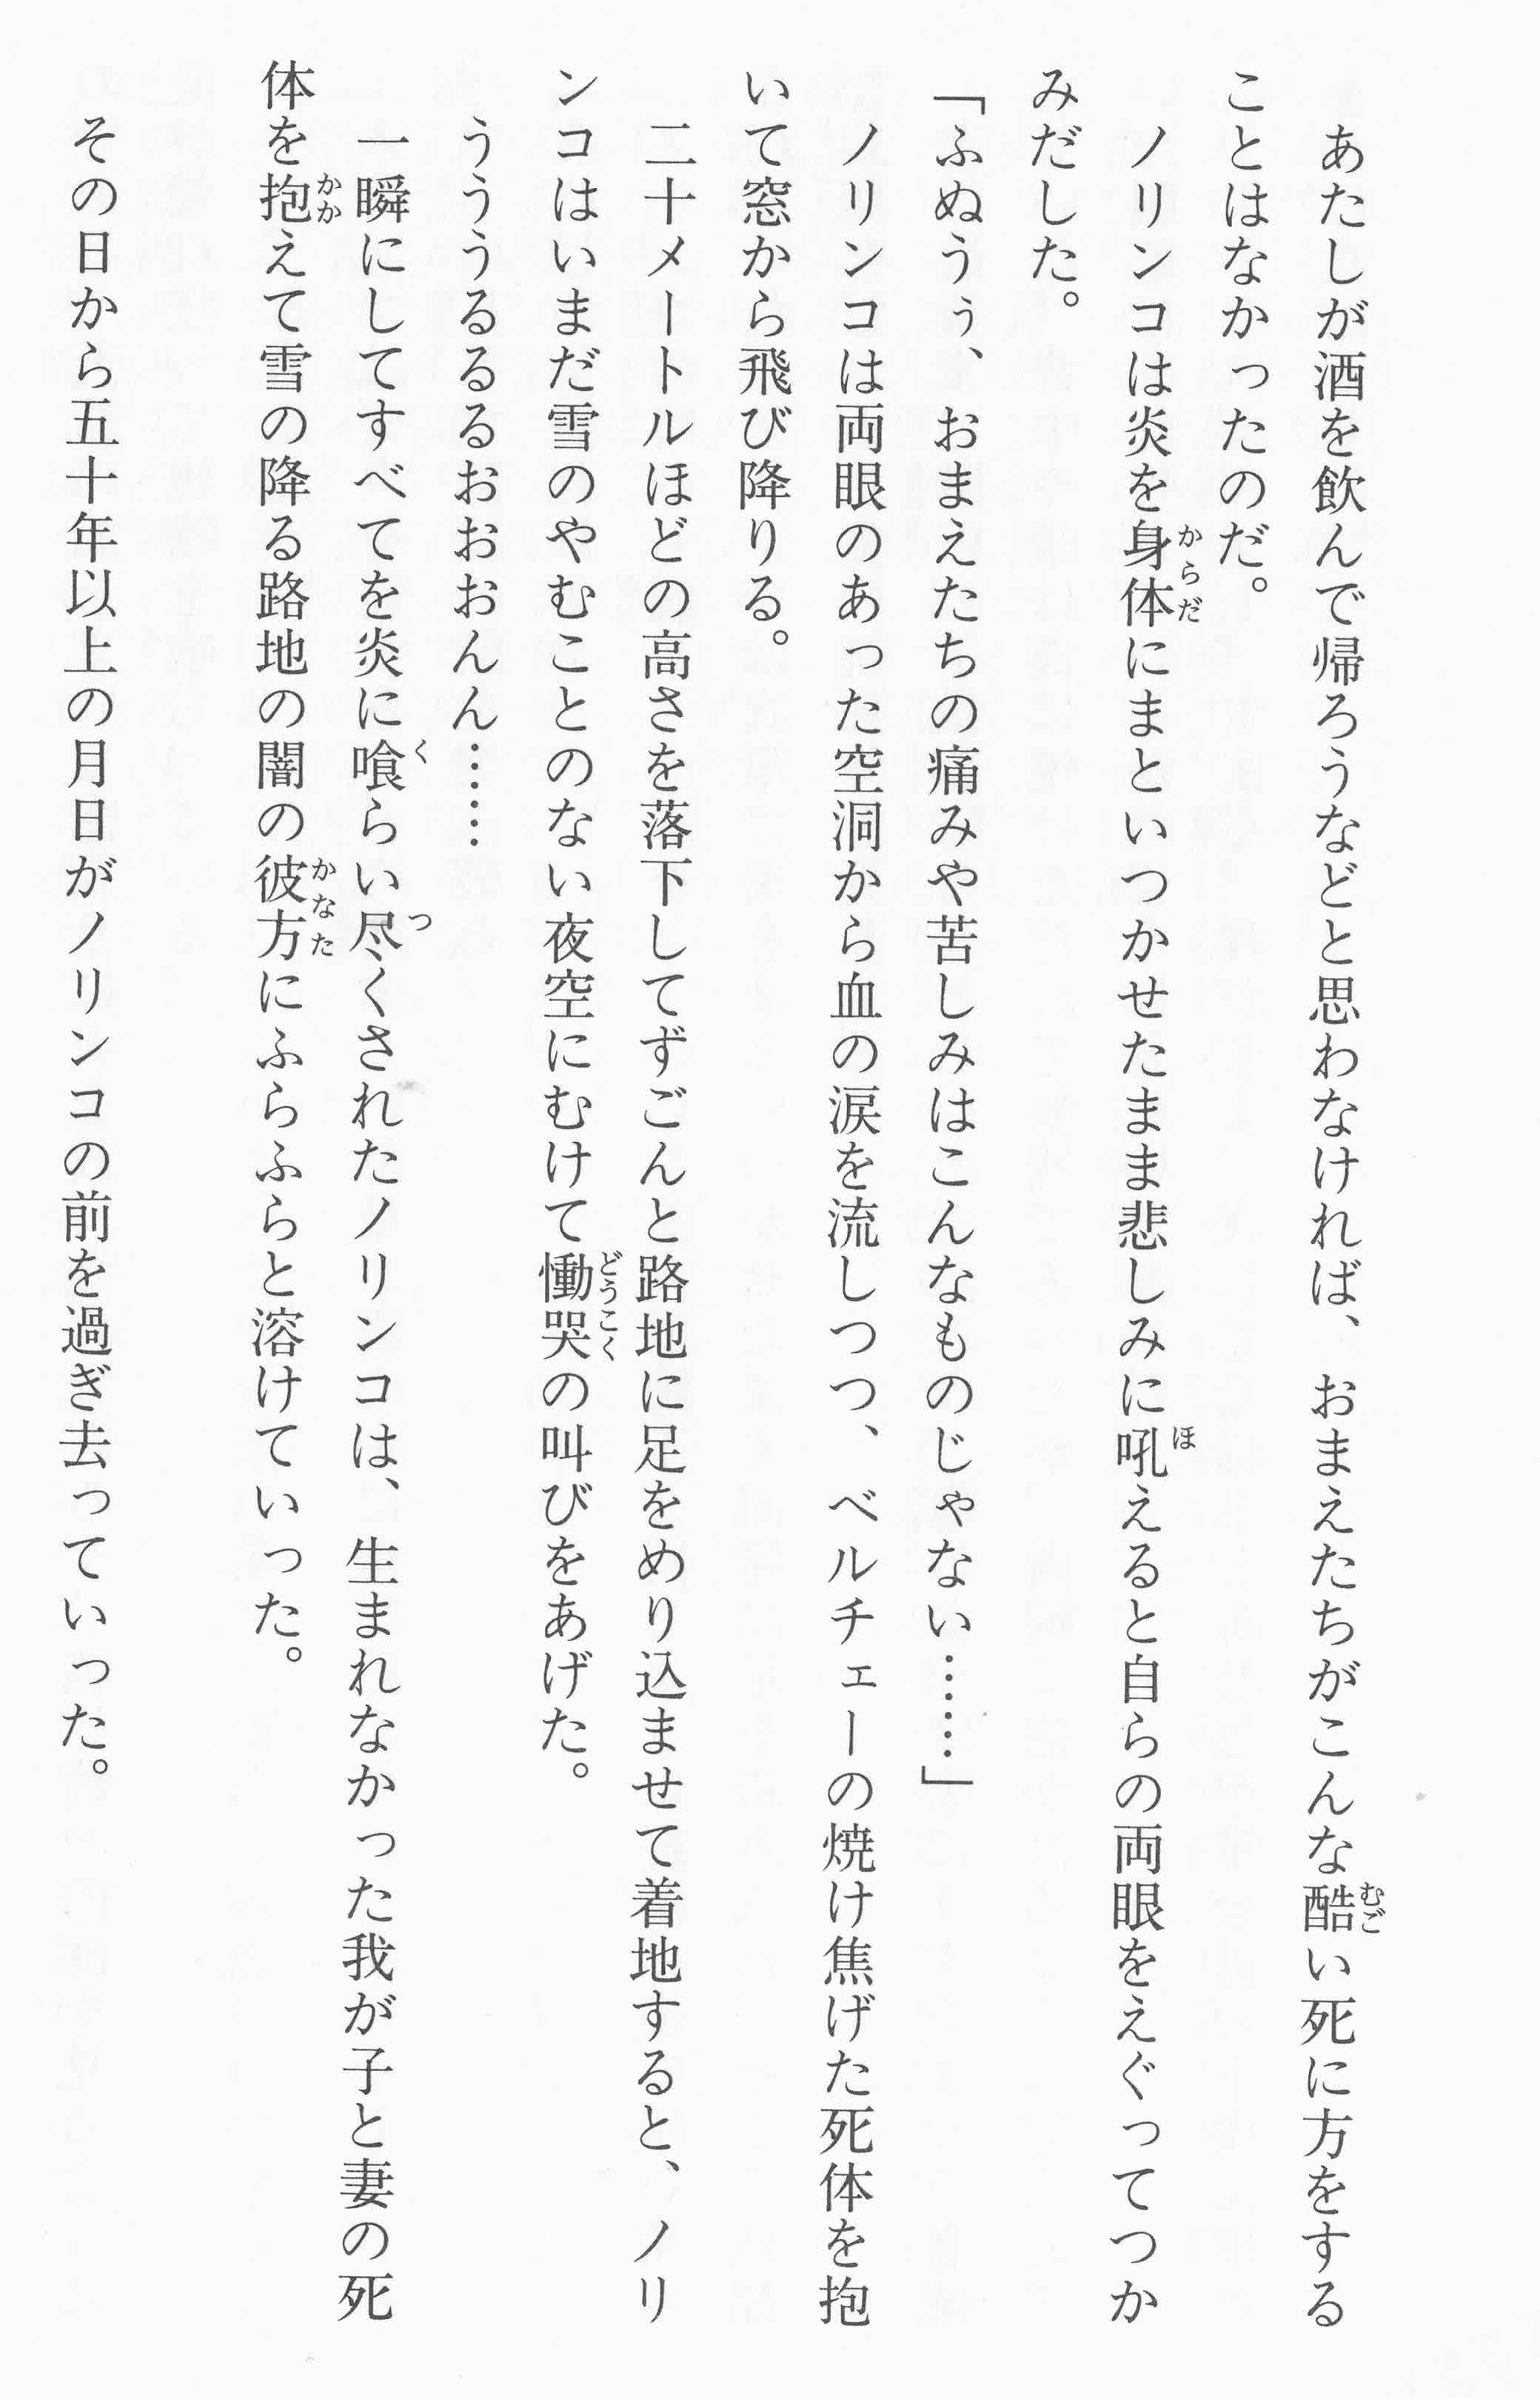 あたしが酒を飲んで帰ろうなどと思わなければ、おまえたちがこんな酷い死に方をする
ことはなかったのだ。
ノリンコは炎を身体にまといつかせたまま悲しみに吼えると自らの両眼をえぐってつか
みだした。
「ふぬうぅ、おまえたちの痛みや苦しみはこんなものじゃない……」
ノリンコは両眼のあった空洞から血の涙を流しつつ、ベルチェーの焼け焦げた死体を抱
いて窓から飛び降りる。
二十メートルほどの高さを落下してずごんと路地に足をめり込ませて着地すると、ノリ
ンコはいまだ雪のやむことのない夜空にむけて慟哭の叫びをあげた。
うううるるるおおおんん……
一瞬にしてすべてを炎に喰らい尽くされたノリンコは、生まれなかった我が子と妻の死
体を抱えて雪の降る路地の闇の彼方にふらふらと溶けていった。
その日から五十年以上の月日がノリンコの前を過ぎ去っていった。